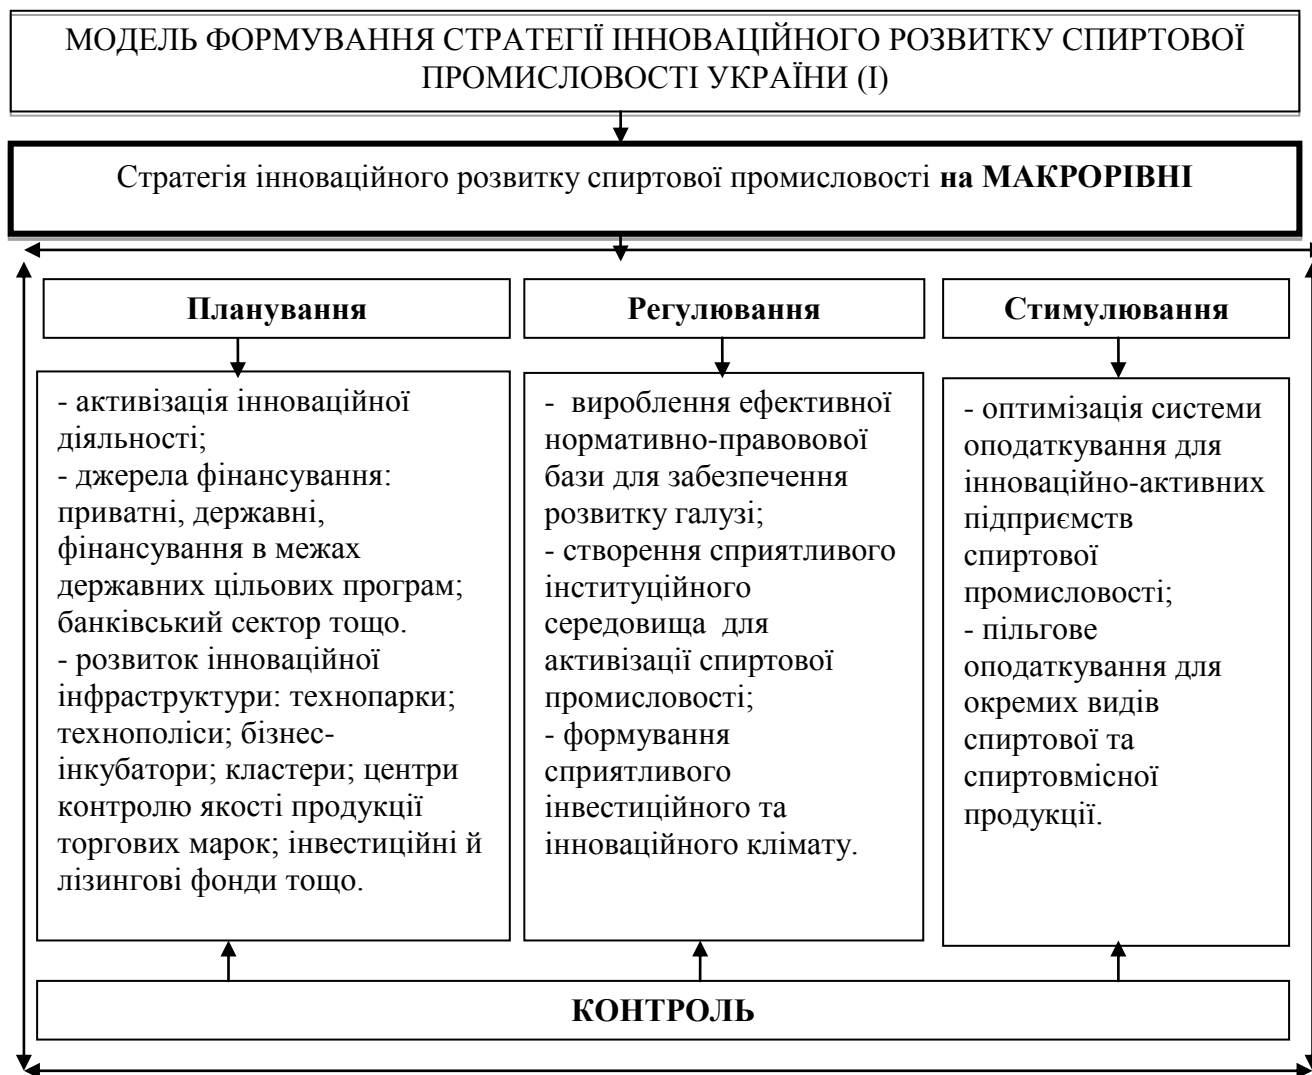 МОДЕЛЬ ФОРМУВАННЯ СТРАТЕГІЇ ІННОВАЦІЙНОГО РОЗВИТКУ СПИРТОВОЇ
ПРОМИСЛОВОСТІ УКРАЇНИ (І)
Стратегія інноваційного розвитку спиртової промисловості на МАКРОРІВНІ
Планування
- активізація інноваційної
діяльності;
- джерела фінансування:
приватні, державні,
фінансування в межах
державних цільових програм;
банківський сектор тощо.
- розвиток інноваційної
інфраструктури: технопарки;
технополіси; бізнес-
інкубатори; кластери; центри
контролю якості продукції
торгових марок; інвестиційні й
лізингові фонди тощо.
Регулювання
- вироблення ефективної
нормативно-правовової
бази для забезпечення
розвитку галузі;
- створення сприятливого
інституційного
середовища для
активізації спиртової
промисловості;
- формування
сприятливого
інвестиційного та
інноваційного клімату.
Стимулювання
- оптимізація системи
оподаткування для
інноваційно-активних
підприємств
спиртової
промисловості;
- пільгове
оподаткування для
окремих видів
спиртової та
спиртовмісної
продукції.
КОНТРОЛЬ